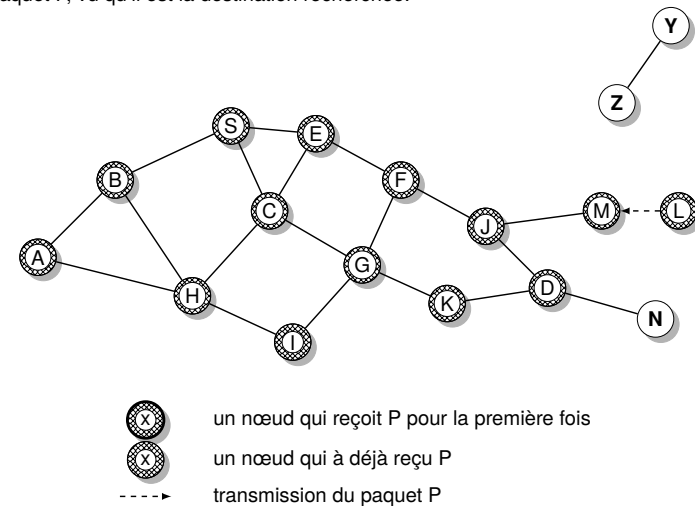 aquet P, vu qu'il est la destination recherchée.
Y
Z
S
E
B
F
C
J
M
L
A
G
H
K
D
I
N
x un nœud qui reçoit P pour la première fois
x un nœud qui à déjà reçu P
transmission du paquet P